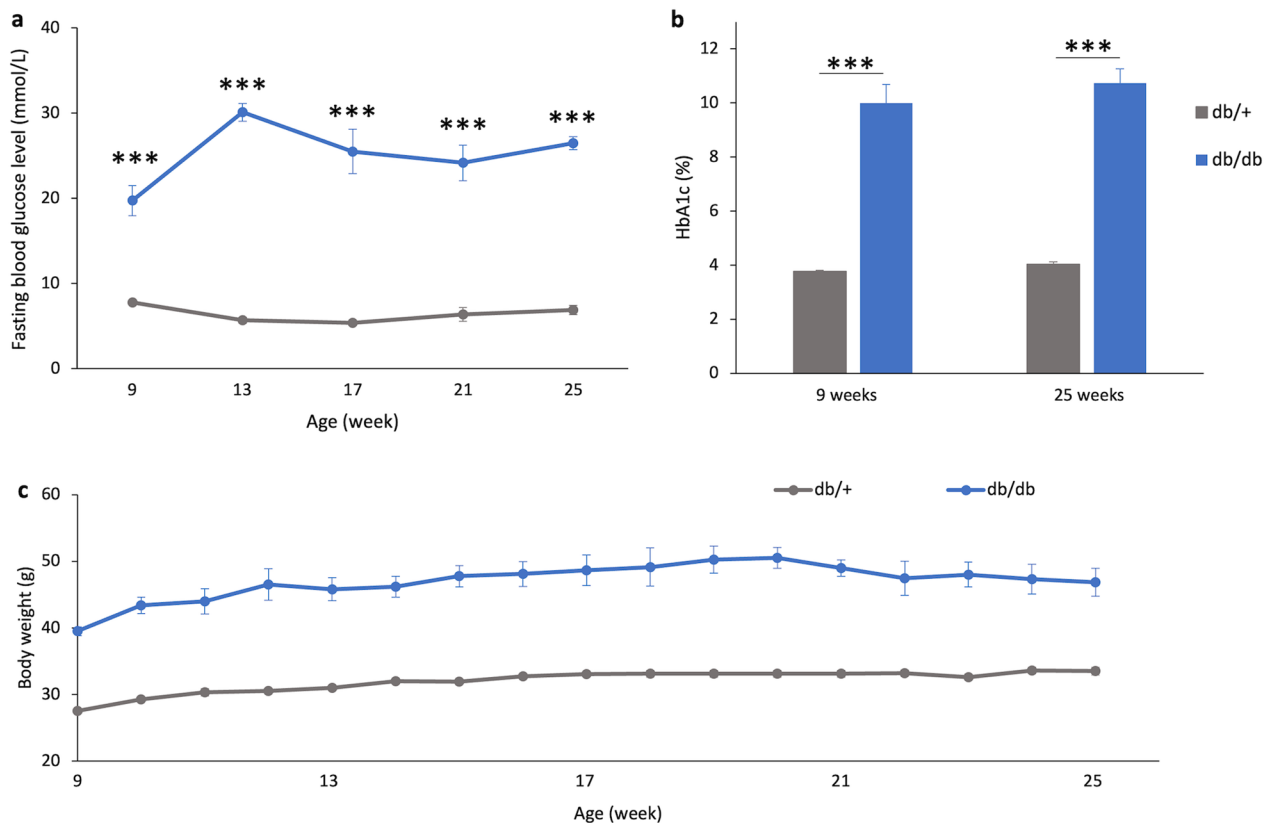 a
Fasting blood glucose level (mmol/L)
40
30
20
10
0
***
***
***
***
***
9 13 17 21 25
Age (week)
b
HbA1c (%)
12
10
8
6
4
2
0
***
***
9 weeks 25 weeks
db/+
db/db
c
Body weight (g)
60
50
40
30
20
db/+ db/db
9 13 17 21 25
Age (week)